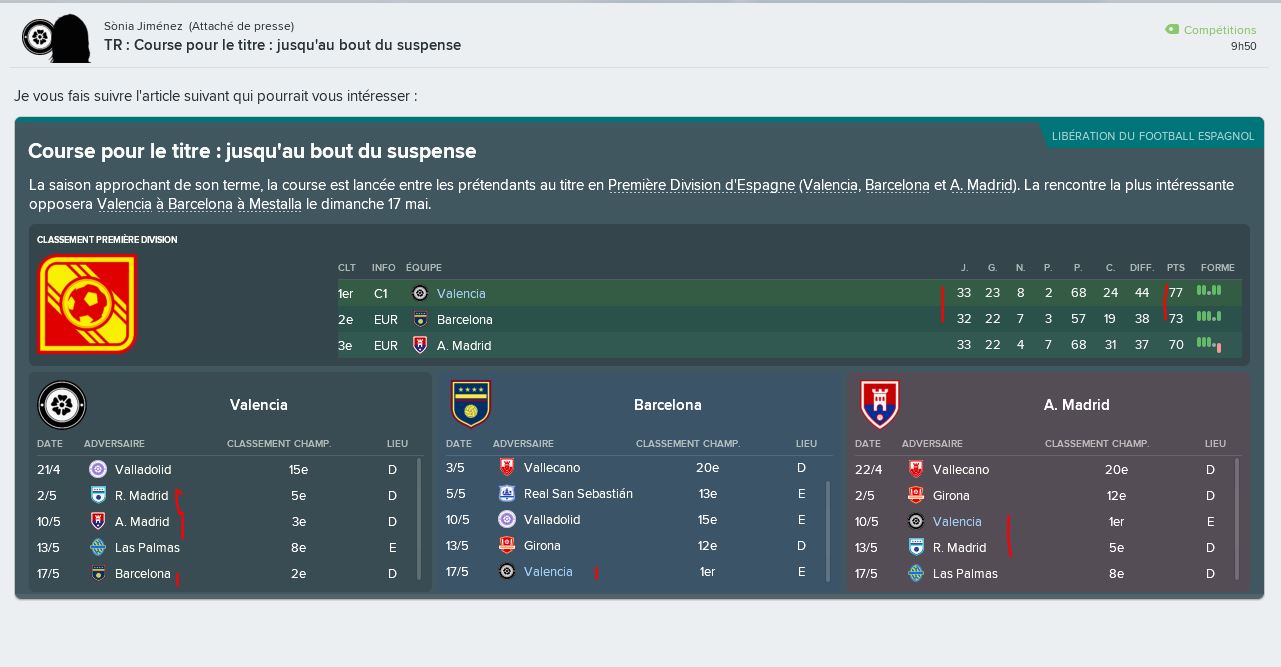 Sònia Jiménez (Attaché de presse)
TR : Course pour le titre : jusqu'au bout du suspense
Compétitions
9h50
Je vous fais suivre l'article suivant qui pourrait vous intéresser :
LIBÉRATION DU FOOTBALL ESPAGNOL
Course pour le titre : jusqu'au bout du suspense
La saison approchant de son terme, la course est lancée entre les prétendants au titre en Première Division d'Espagne (Valencia, Barcelona et A. Madrid). La rencontre la plus intéressante
opposera Valencia à Barcelona à Mestalla le dimanche 17 mai.
CLASSEMENT PREMIÈRE DIVISION
CLT INFO ÉQUIPE J. G. N. P. P. C. DIFF. PTS FORME
1er C1 Valencia 33 23 8 2 68 24 44 77
2e EUR Barcelona 32 22 7 3 57 19 38 73
3e EUR A. Madrid 33 22 4 7 68 31 37 70
Valencia
DATE ADVERSAIRE CLASSEMENT CHAMP. LIEU
21/4 Valladolid 15e D
2/5 R. Madrid 5e D
10/5 A. Madrid 3e D
13/5 Las Palmas 8e E
17/5 Barcelona 2e D
Barcelona
DATE ADVERSAIRE CLASSEMENT CHAMP. LIEU
3/5 Vallecano 20e D
5/5 Real San Sebastián 13e E
10/5 Valladolid 15e E
13/5 Girona 12e D
17/5 Valencia 1er E
A. Madrid
DATE ADVERSAIRE CLASSEMENT CHAMP. LIEU
22/4 Vallecano 20e D
2/5 Girona 12e D
10/5 Valencia 1er E
13/5 R. Madrid 5e D
17/5 Las Palmas 8e D